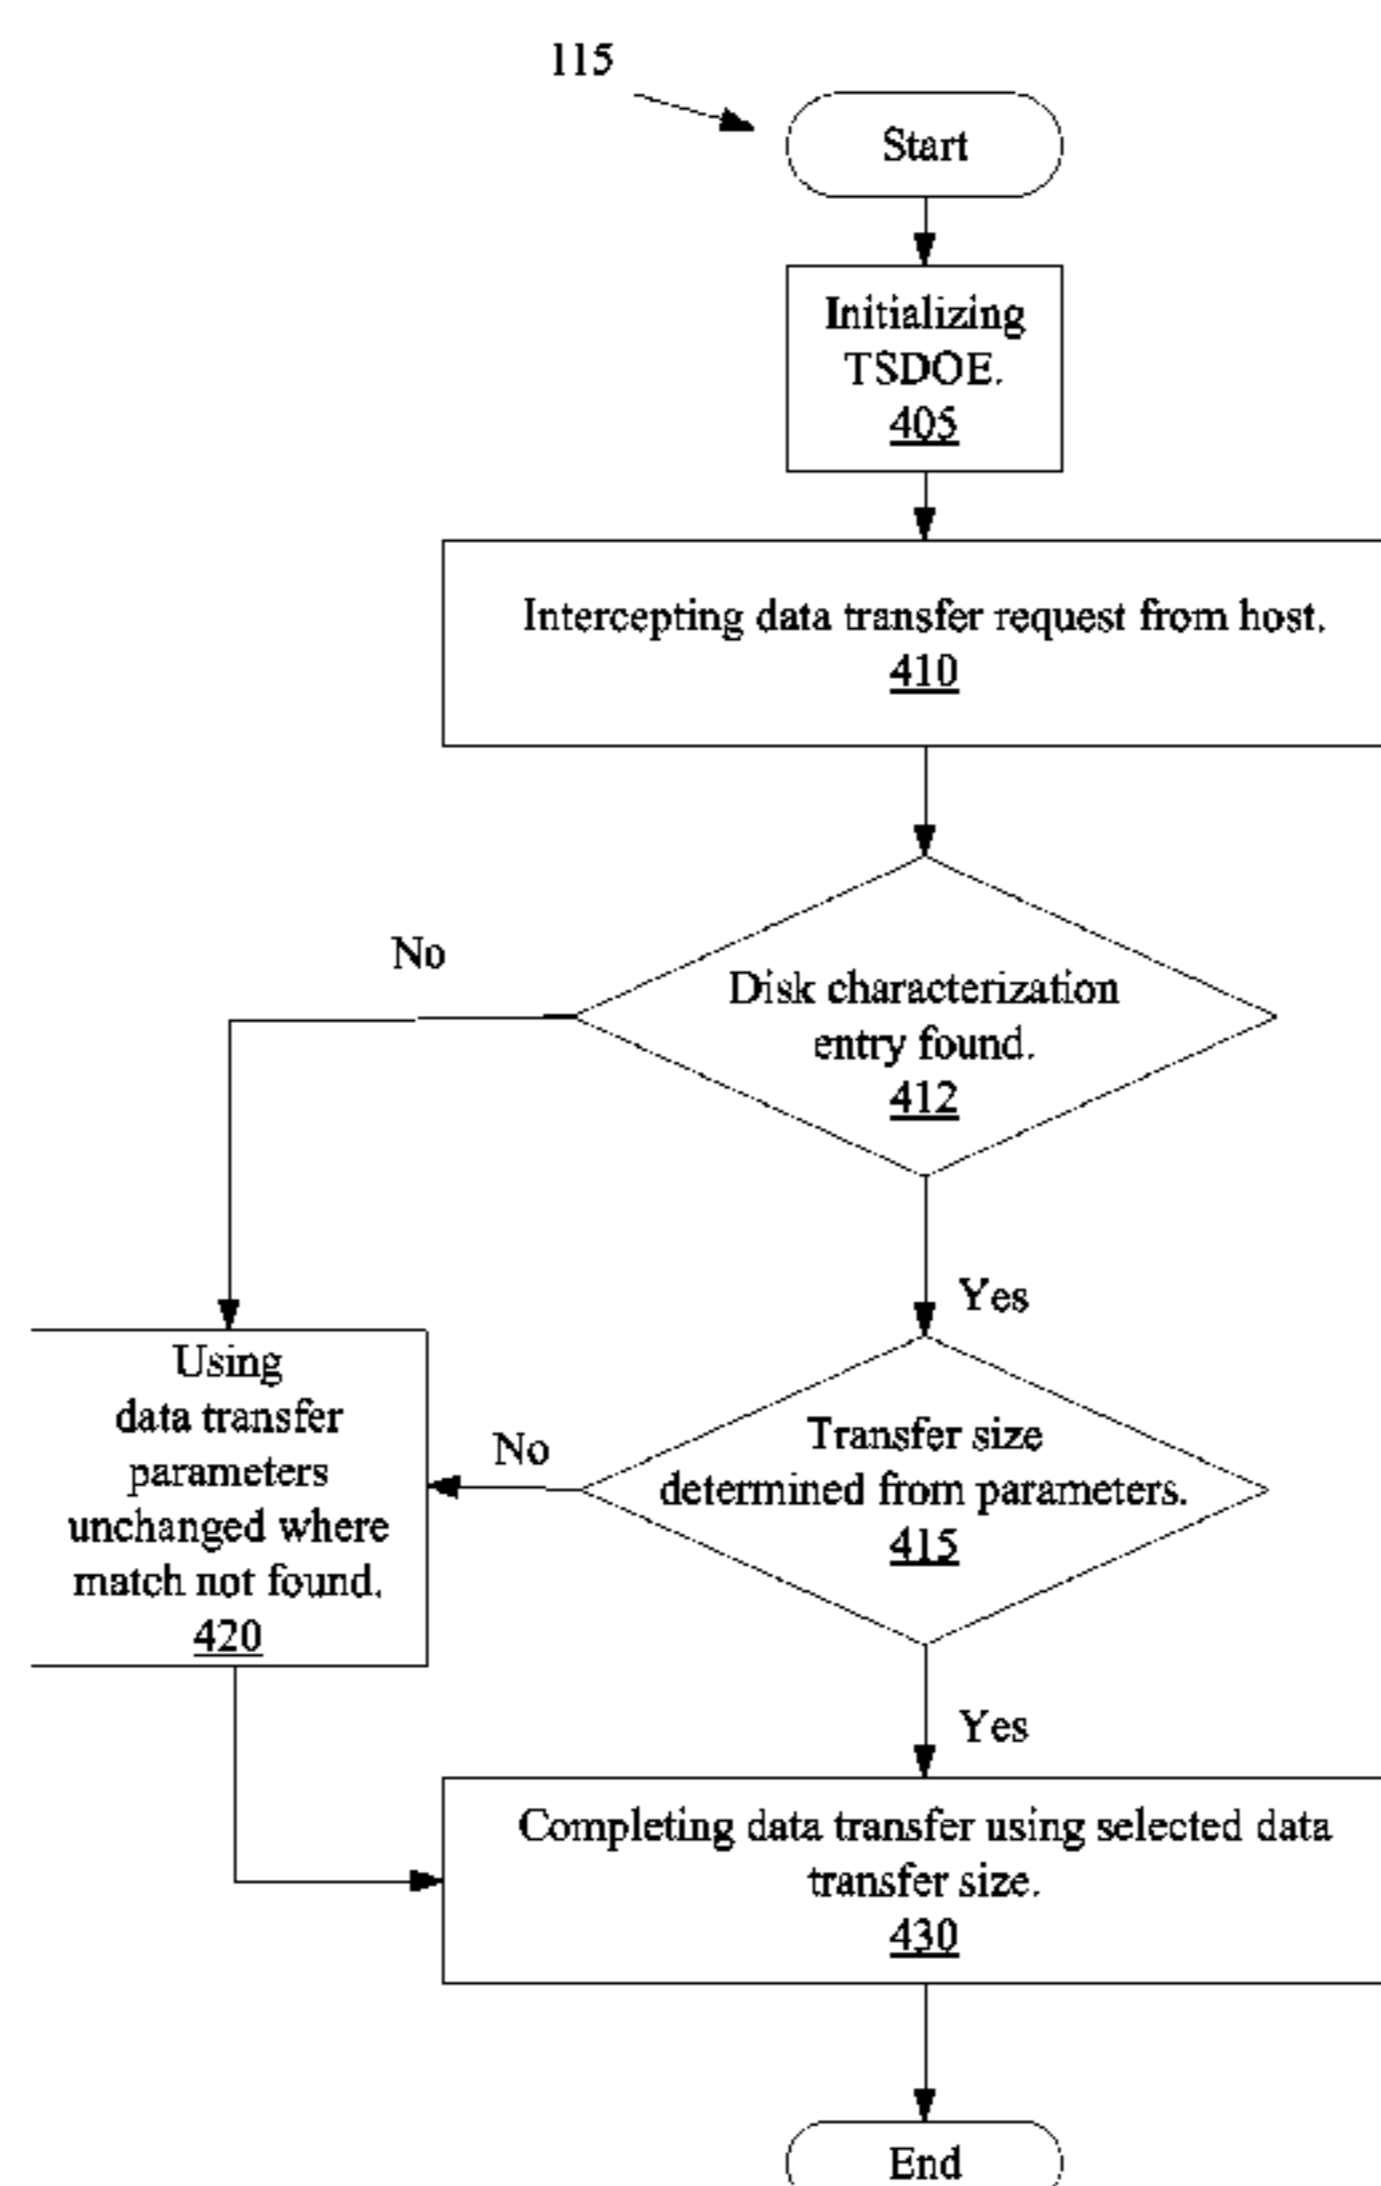 115
Start
Initializing
TSDOE.
405
Intercepting data transfer request from host.
410
No
Disk characterization
entry found.
412
Yes
Using
data transfer
parameters
unchanged where
match not found.
420
No
Transfer size
determined from parameters.
415
Yes
Completing data transfer using selected data
transfer size.
430
End